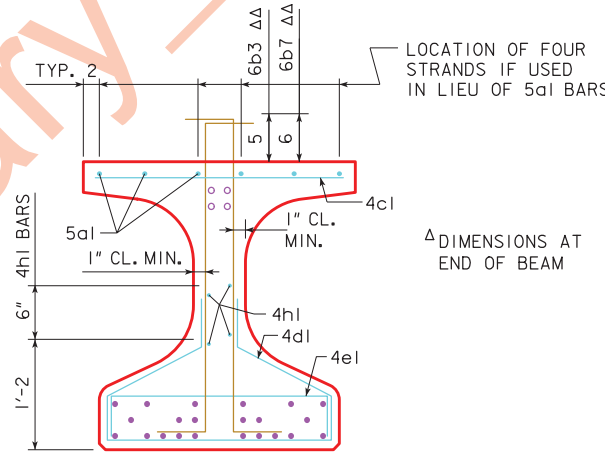 TYP. 2
6b3 ΔΔ
6b7 ΔΔ
LOCATION OF FOUR
STRANDS IF USED
IN LIEU OF 5a1 BARS
5
6
4c1
5a1
1" CL.
MIN.
1" CL. MIN.
Δ DIMENSIONS AT
END OF BEAM
4h1 BARS
6"
4h1
4d1
4e1
1'-2